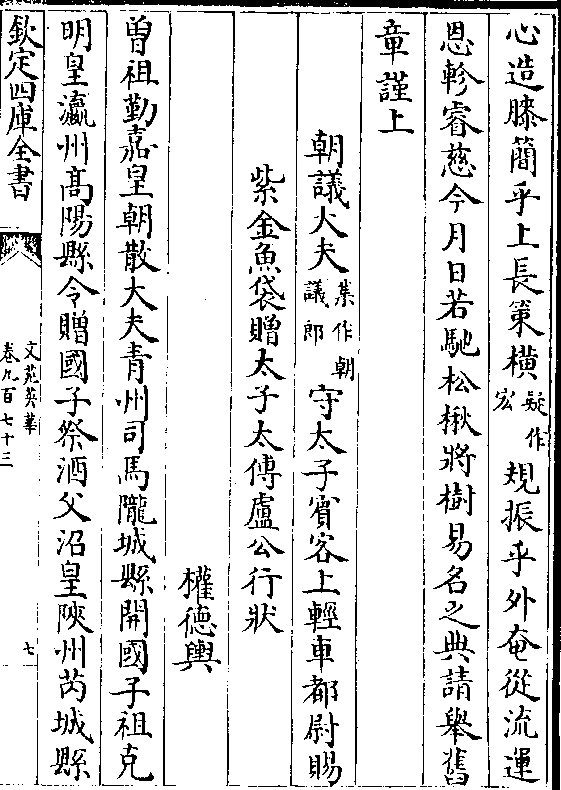 心造膝簡乎上長策橫疑作宏規振乎外奄從流運
恩軫睿慈今月日若馳松楸將樹易名之典請舉舊
章謹上
朝議大夫集作朝議郎守太子賓客上輕車都尉賜
紫金魚袋贈太子太傅盧公行狀
權德輿
曾祖勤嘉皇朝散大夫青州司馬隴城縣開國子祖克
明皇瀛州髙陽縣令贈國子祭酒父沼皇陜州芮城縣
欽定四庫全書
文苑英華
卷九百七十三
七